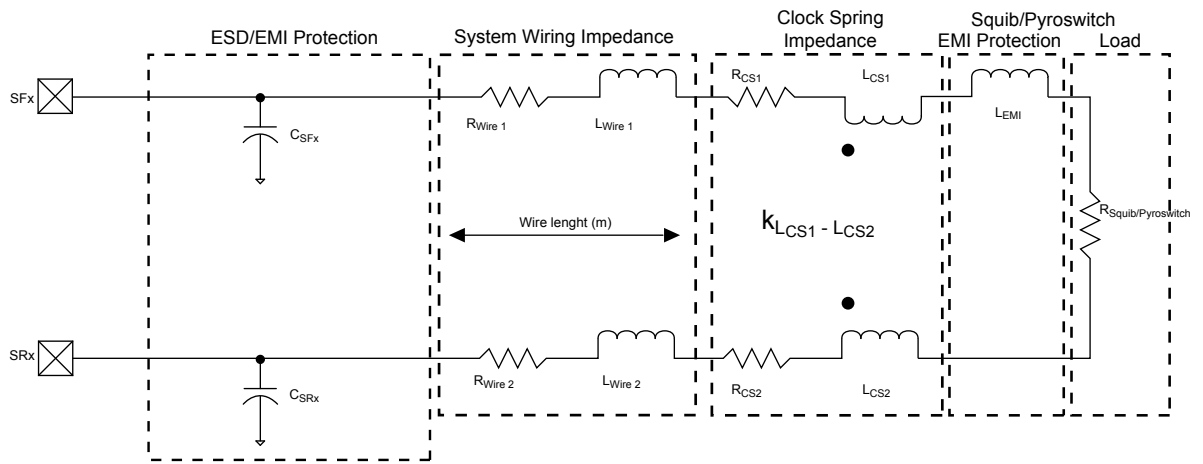 Clock Spring
Impedance
Squib/Pyroswitch
EMI Protection
Load
ESD/EMI Protection
System Wiring Impedance
SFx
CSFx
RWire 1
LWire 1
RCS1
LCS1
LEMI
RSquib/Pyroswitch
Wire lenght (m)
kLCS1 - LCS2
SRx
CSRx
RWire 2
LWire 2
RCS2
LCS2